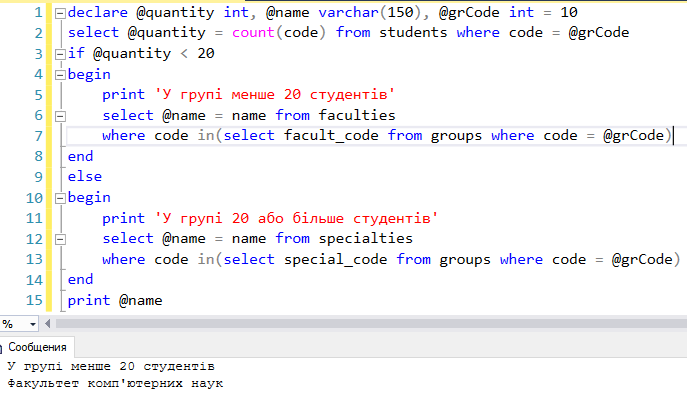 1 declare @quantity int, @name varchar(150), @grCode int = 10
2 select @quantity = count(code) from students where code = @grCode
3 if @quantity < 20
4 begin
5 print 'У групі менше 20 студентів'
6 select @name = name from faculties
7 where code in(select facult_code from groups where code = @grCode)
8 end
9 else
10 begin
11 print 'У групі 20 або більше студентів'
12 select @name = name from specialties
13 where code in(select special_code from groups where code = @grCode)
14 end
15 print @name
%
Сообщения
У групі менше 20 студентів
Факультет комп'ютерних наук